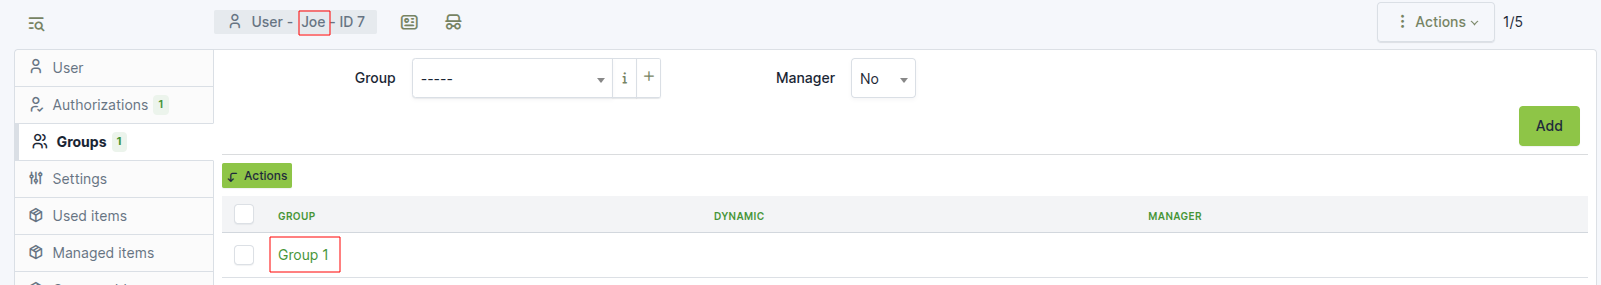 User - Joe - ID 7
Actions
1/5
User
Authorizations 1
Groups 1
Settings
Used items
Managed items
Group
-----
i
+
Manager
No
Add
Actions
GROUP
DYNAMIC
MANAGER
Group 1